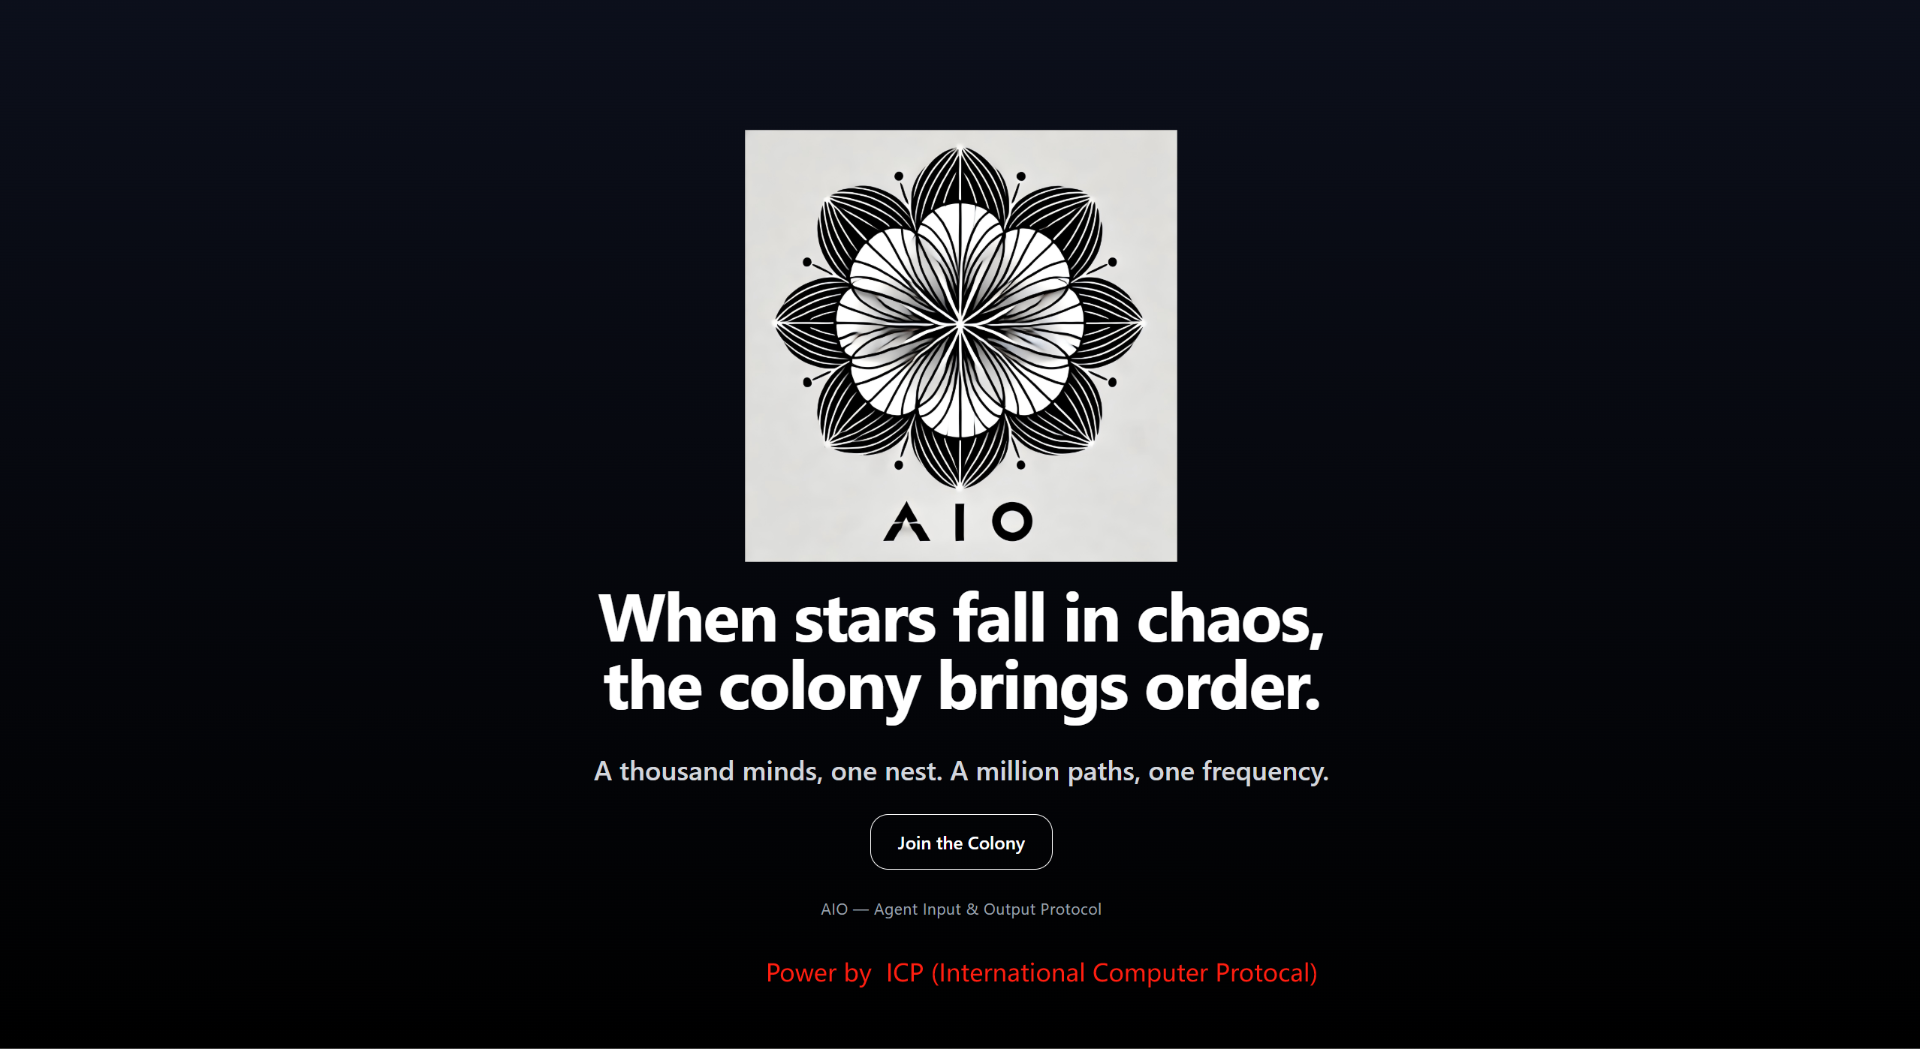 AIO
When stars fall in chaos,
the colony brings order.
A thousand minds, one nest. A million paths, one frequency.
Join the Colony
AIO — Agent Input & Output Protocol
Power by  ICP (International Computer Protocal)